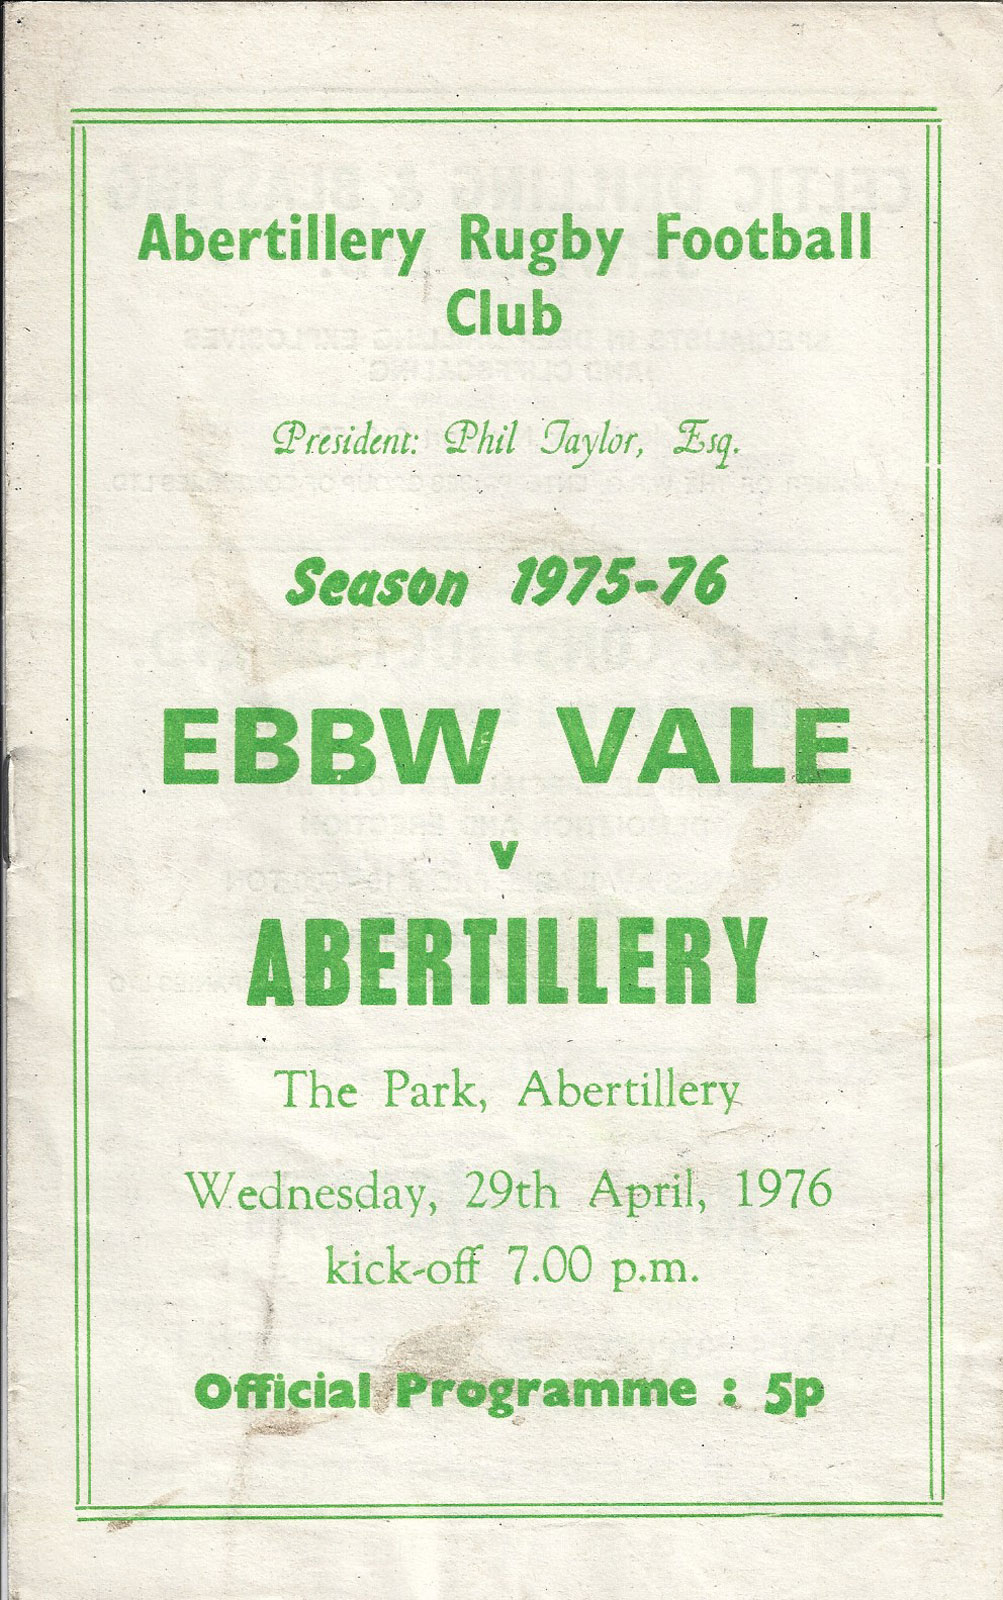 Abertillery Rugby Football
Club
President: Phil Taylor, Esq.
Season 1975-76
EBBW VALE
v
ABERTILLERY
The Park, Abertillery
Wednesday, 29th April, 1976
kick-off 7.00 p.m.
Official Programme : 5p